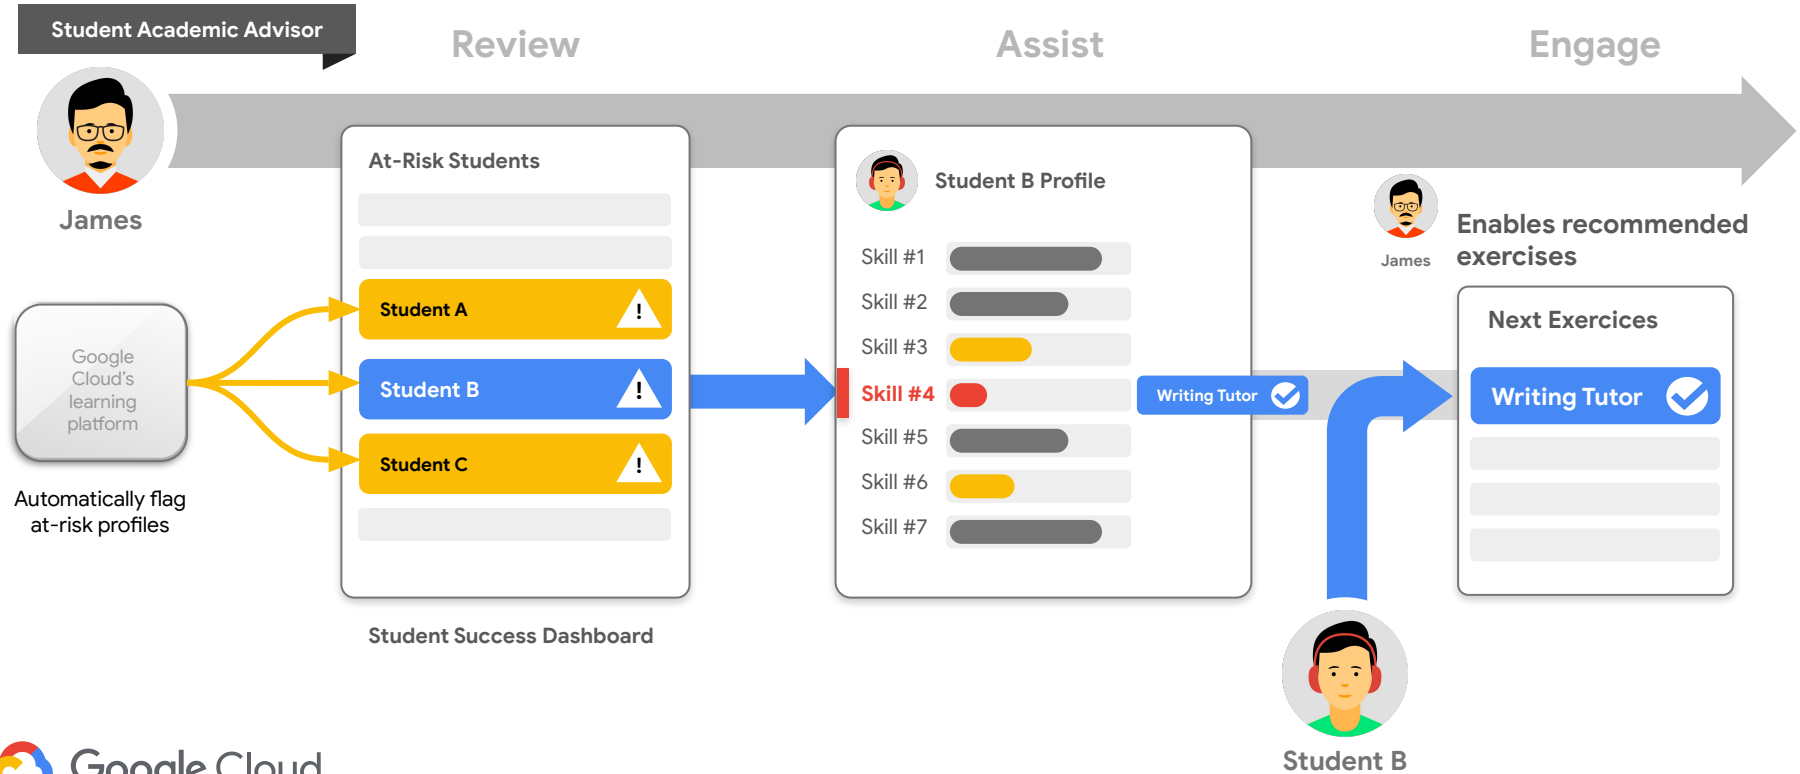 Student Academic Advisor
Review
Assist
Engage
James
At-Risk Students
Student A
!
Student B
!
Student C
!
Student Success Dashboard
Google
Cloud's
learning
platform
Automatically flag
at-risk profiles
Student B Profile
Skill #1
Skill #2
Skill #3
Skill #4
Skill #5
Skill #6
Skill #7
Writing Tutor
James
Enables recommended
exercises
Next Exercices
Writing Tutor
Student B
Google Cloud